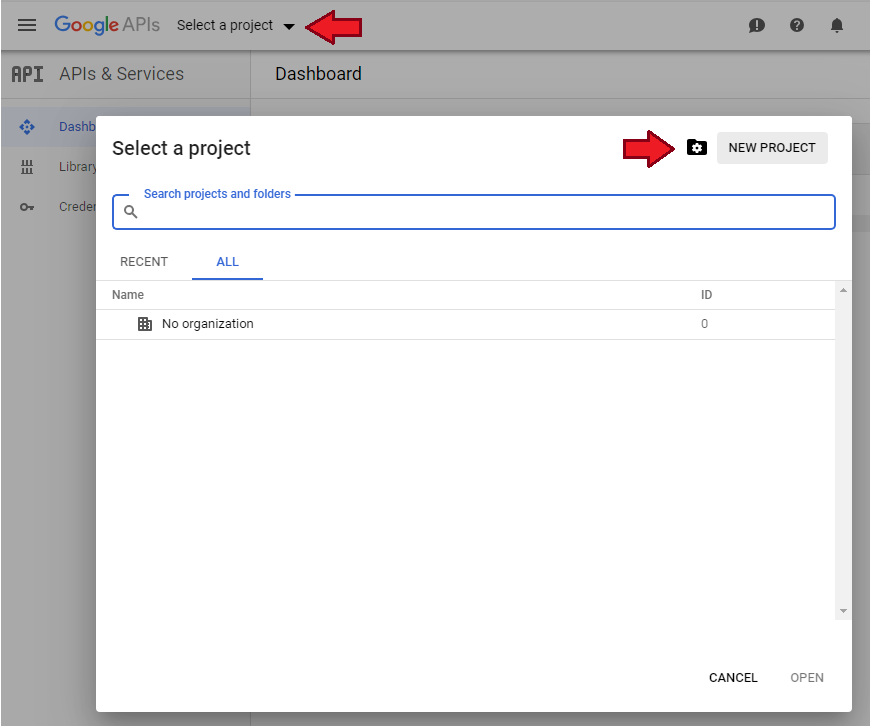 Google APIs Select a project
API APIs & Services Dashboard
Dashb
Library
Creden
Select a project
NEW PROJECT
Search projects and folders
RECENT ALL
Name ID
No organization 0
CANCEL OPEN